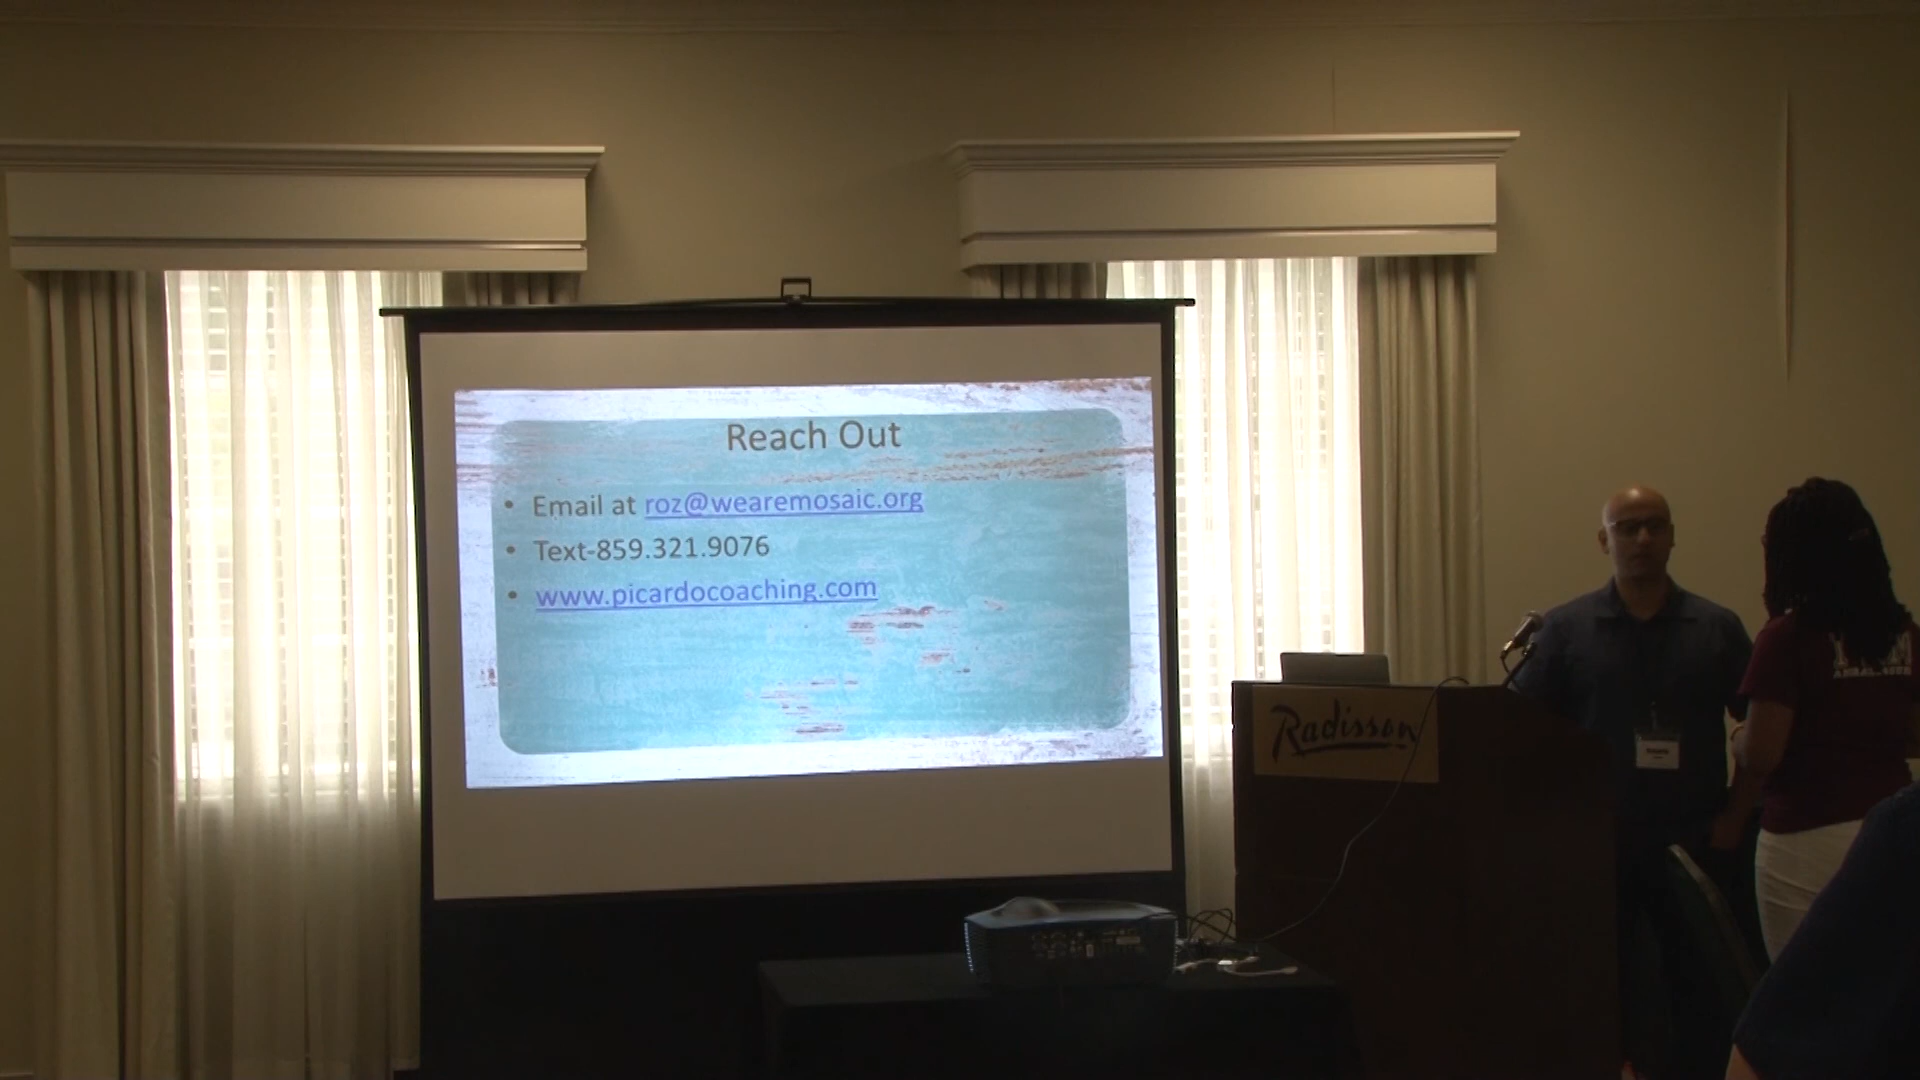 Reach Out
• Email at roz@wearemosaic.org
• Text-859.321.9076
• www.picardocoaching.com
Radisson